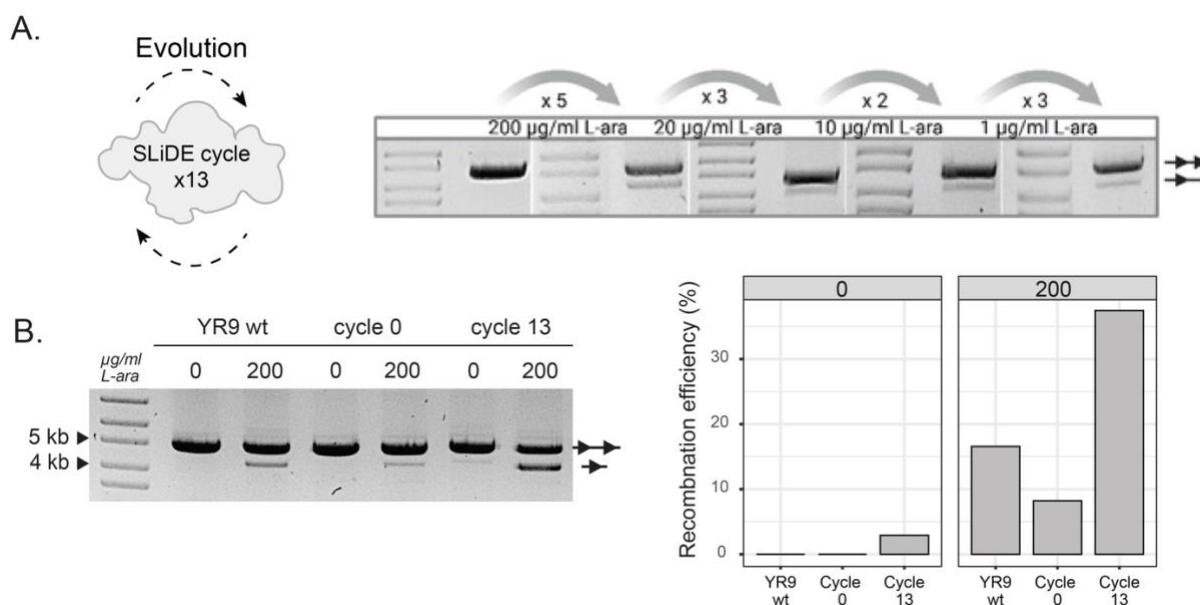 A.
Evolution
SLiDE cycle
x13
x 5
x 3
x 2
x 3
200 µg/ml L-ara
20 µg/ml L-ara
10 µg/ml L-ara
1 µg/ml L-ara
B.
YR9 wt
cycle 0
cycle 13
µg/ml
L-ara
0
200
0
200
0
200
5 kb
4 kb
Recombnation efficiency (%)
0
200
30
20
10
0
YR9
wt
Cycle
0
Cycle
13
YR9
wt
Cycle
0
Cycle
13